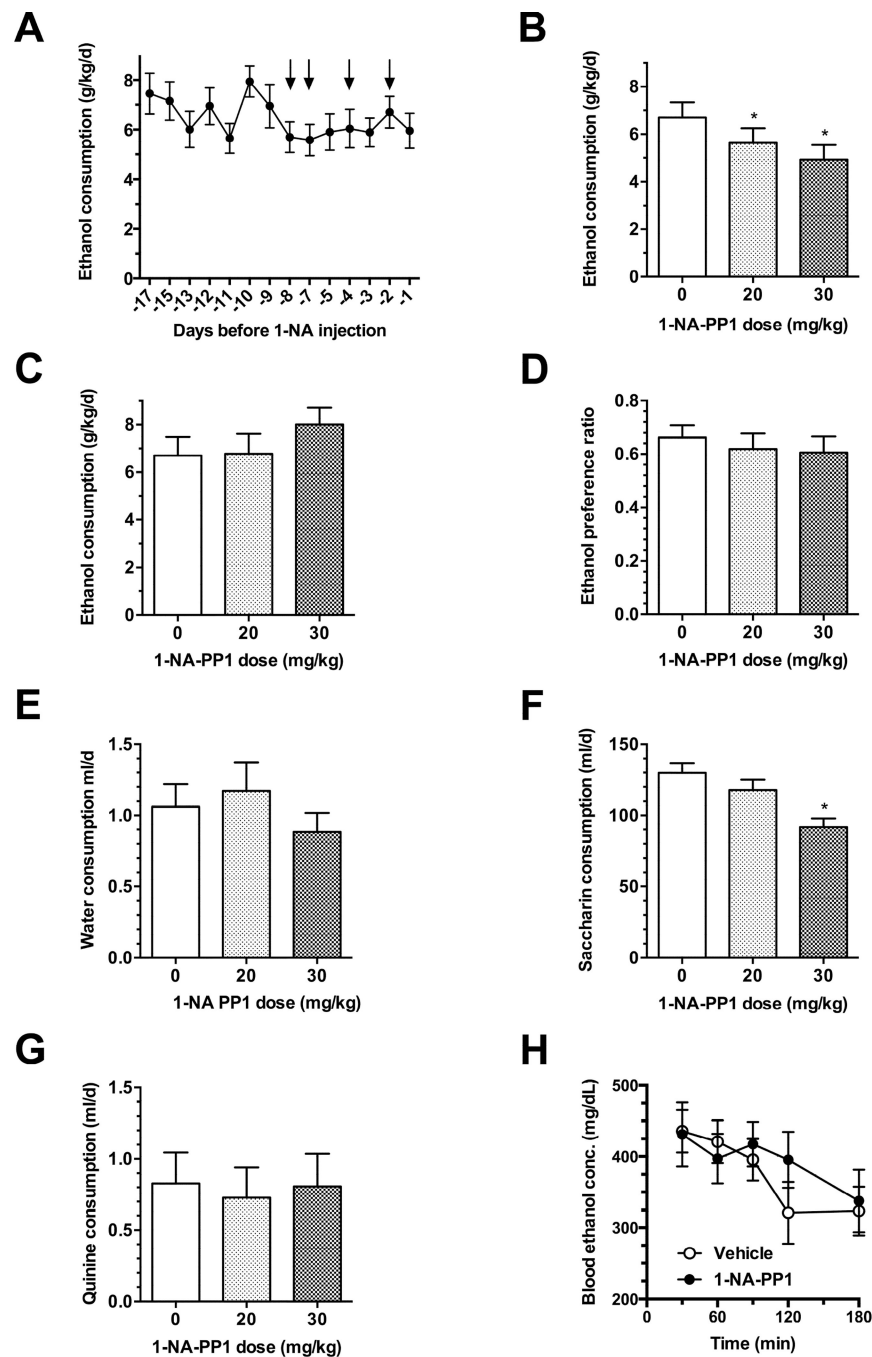 A
Ethanol consumption (g/kg/d)
8
6
4
2
0
-17 -15 -13 -12 -11 -10 -9 -8 -7 -5 -4 -3 -2 -1
Days before 1-NA injection
B
Ethanol consumption (g/kg/d)
8
6
4
2
0
* *
0 20 30
1-NA-PP1 dose (mg/kg)
C
Ethanol consumption (g/kg/d)
8
6
4
2
0
0 20 30
1-NA-PP1 dose (mg/kg)
D
Ethanol preference ratio
0.8
0.6
0.4
0.2
0.0
0 20 30
1-NA-PP1 dose (mg/kg)
E
Water consumption ml/d
1.5
1.0
0.5
0.0
0 20 30
1-NA PP1 dose (mg/kg)
F
Saccharin consumption (ml/d)
150
100
50
0
*
0 20 30
1-NA-PP1 dose (mg/kg)
G
Quinine consumption (ml/d)
1.5
1.0
0.5
0.0
0 20 30
1-NA-PP1 dose (mg/kg)
H
Blood ethanol conc. (mg/dL)
500
400
300
200
Vehicle
1-NA-PP1
0 60 120 180
Time (min)